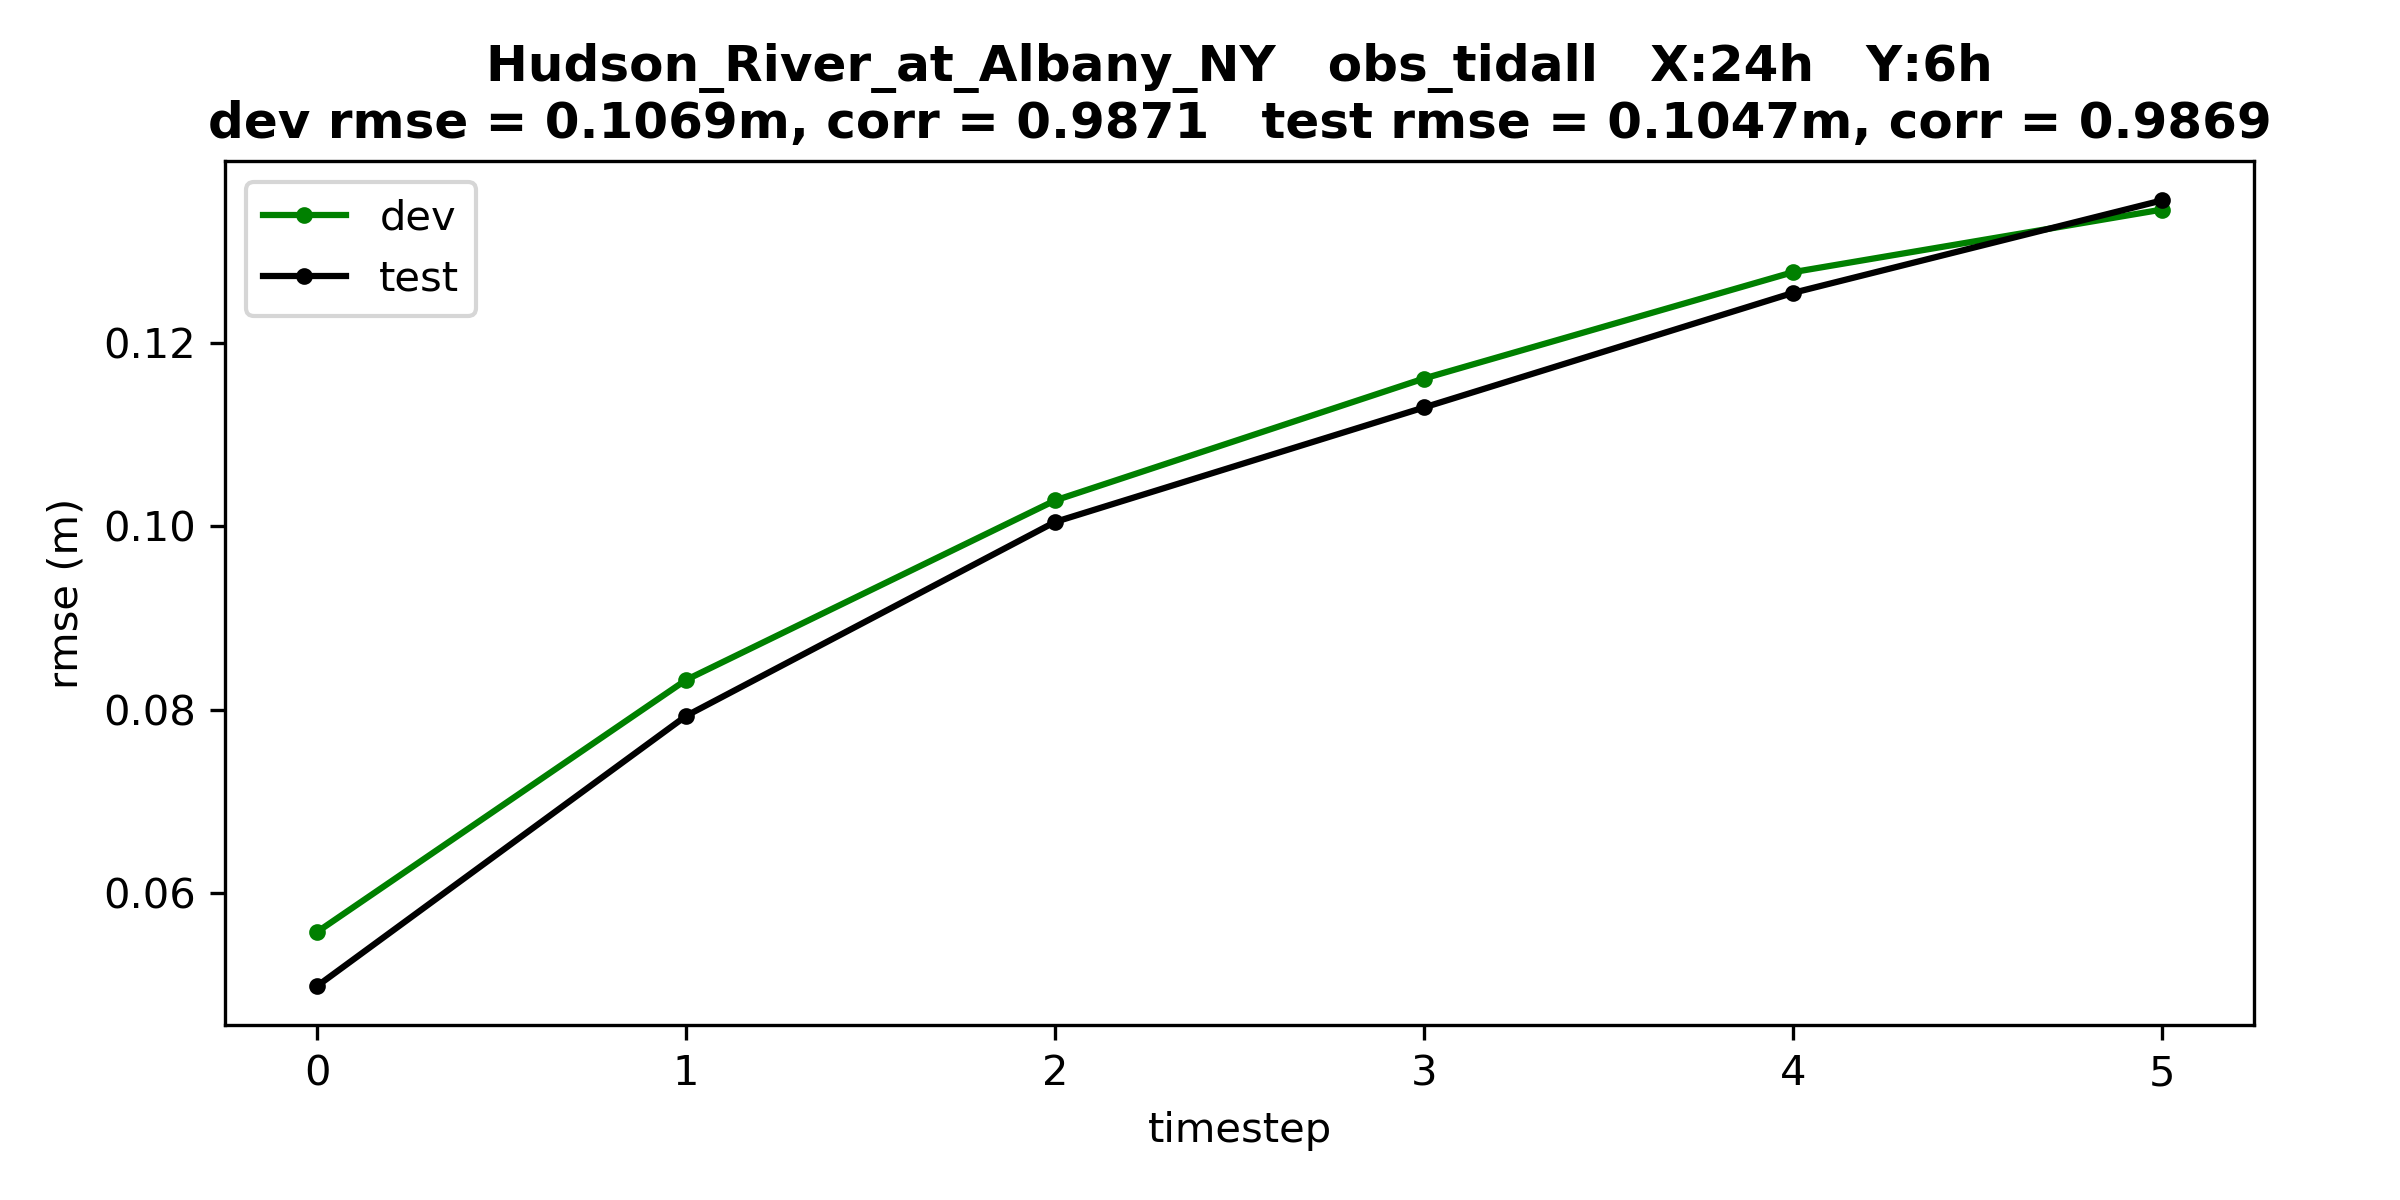 Hudson_River_at_Albany_NY obs_tidall X:24h Y:6h
dev rmse = 0.1069m, corr = 0.9871 test rmse = 0.1047m, corr = 0.9869
dev
test
0.12
0.10
0.08
0.06
rmse (m)
0 1 2 3 4 5
timestep